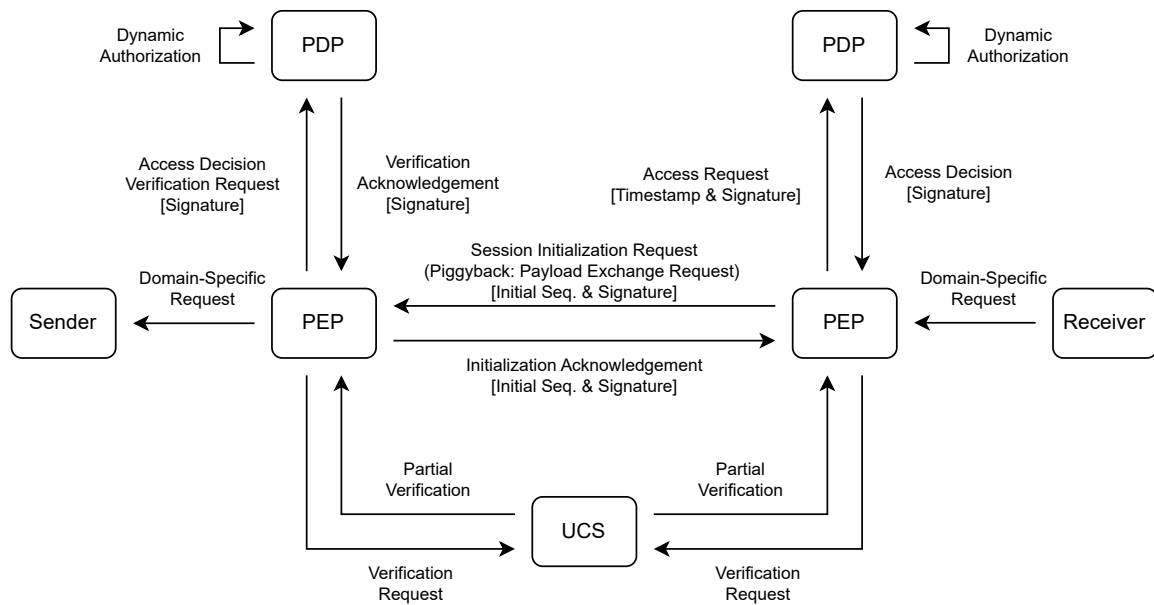 Dynamic
Authorization
PDP
PDP
Dynamic
Authorization
Access Decision
Verification Request
[Signature]
Verification
Acknowledgement
[Signature]
Access Request
[Timestamp & Signature]
Access Decision
[Signature]
Session Initialization Request
(Piggyback: Payload Exchange Request)
[Initial Seq. & Signature]
Domain-Specific
Request
Domain-Specific
Request
Sender
PEP
PEP
Receiver
Initialization Acknowledgement
[Initial Seq. & Signature]
Partial
Verification
Partial
Verification
UCS
Verification
Request
Verification
Request